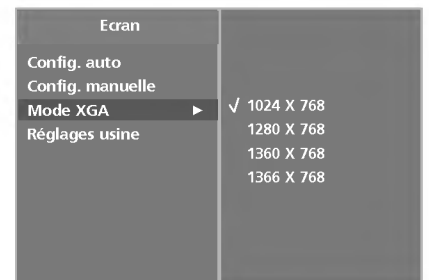 Ecran
Config. auto
Config. manuelle
Mode XGA ►
Réglages usine
√ 1024 X 768
1280 X 768
1360 X 768
1366 X 768